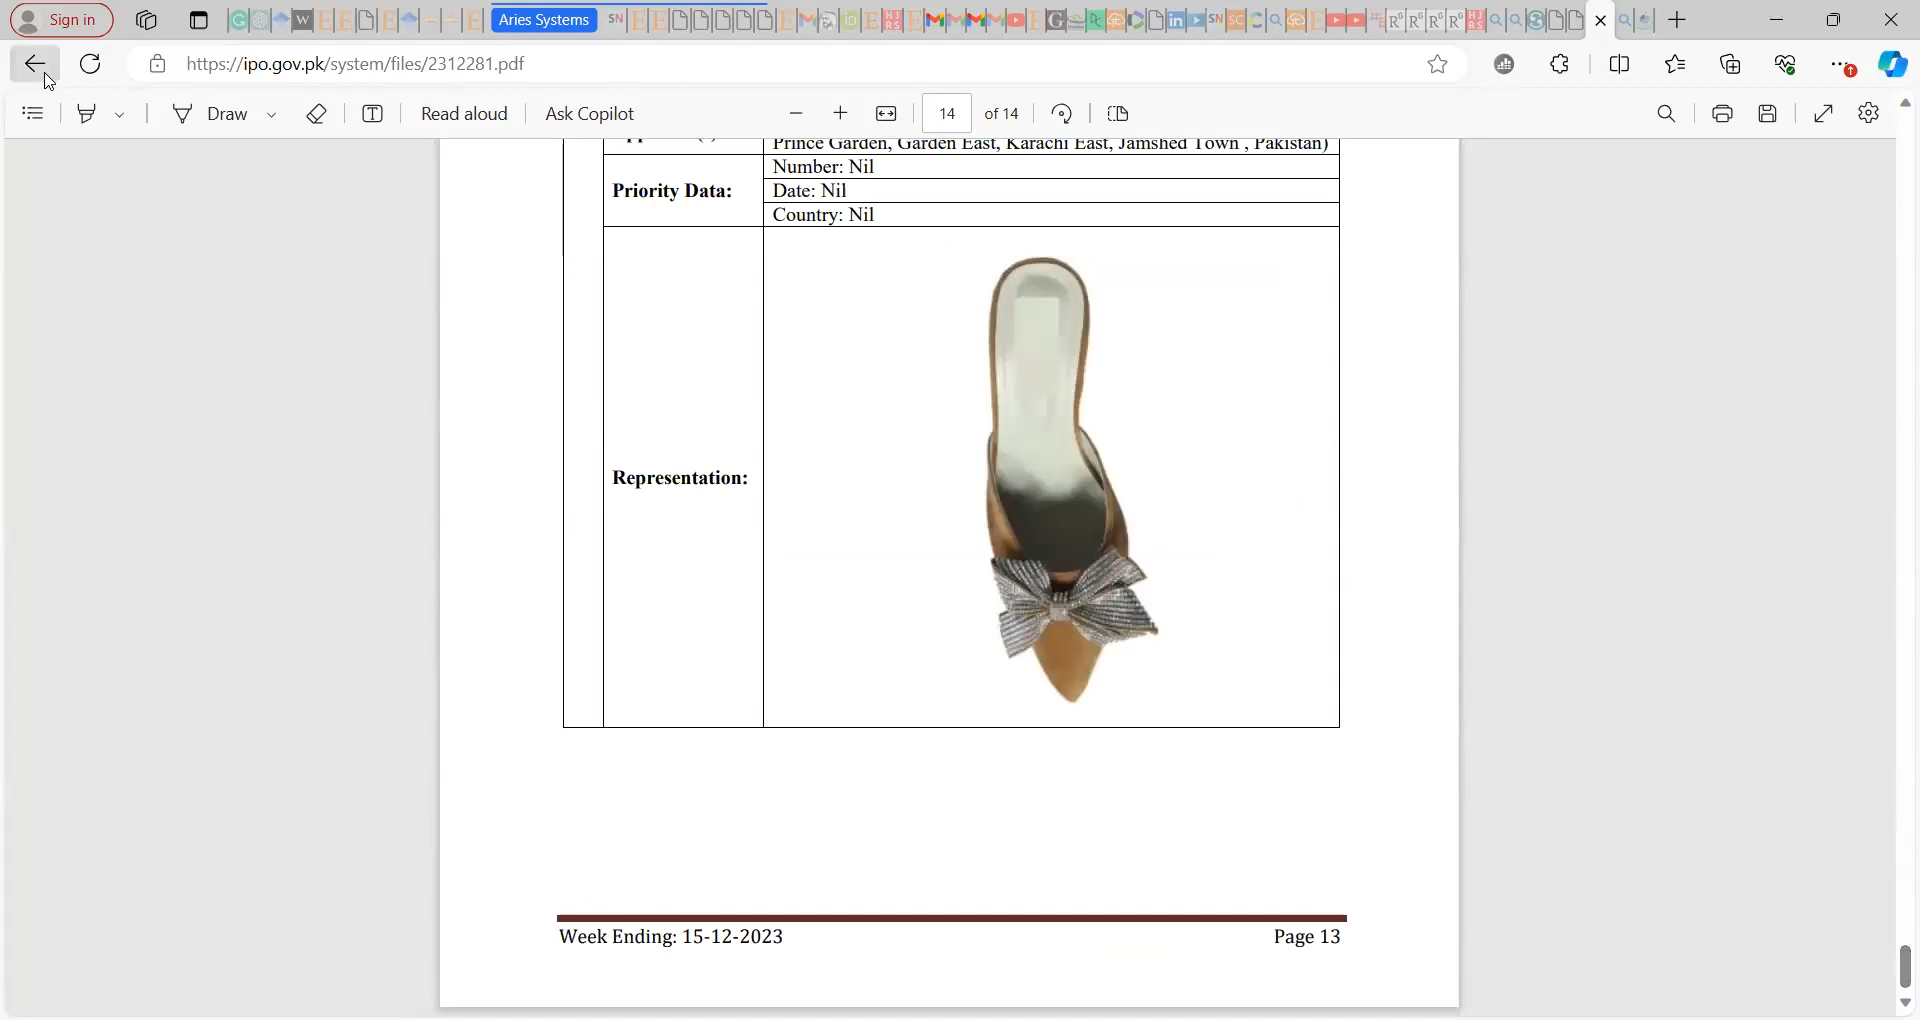 Sign in
Aries Systems
https://ipo.gov.pk/system/files/2312281.pdf
Draw
Read aloud
Ask Copilot
14 of 14
Prince Garden, Garden East, Karachi East, Jamshed Town , Pakistan)
Priority Data:
Number: Nil
Date: Nil
Country: Nil
Representation:
Week Ending: 15-12-2023
Page 13